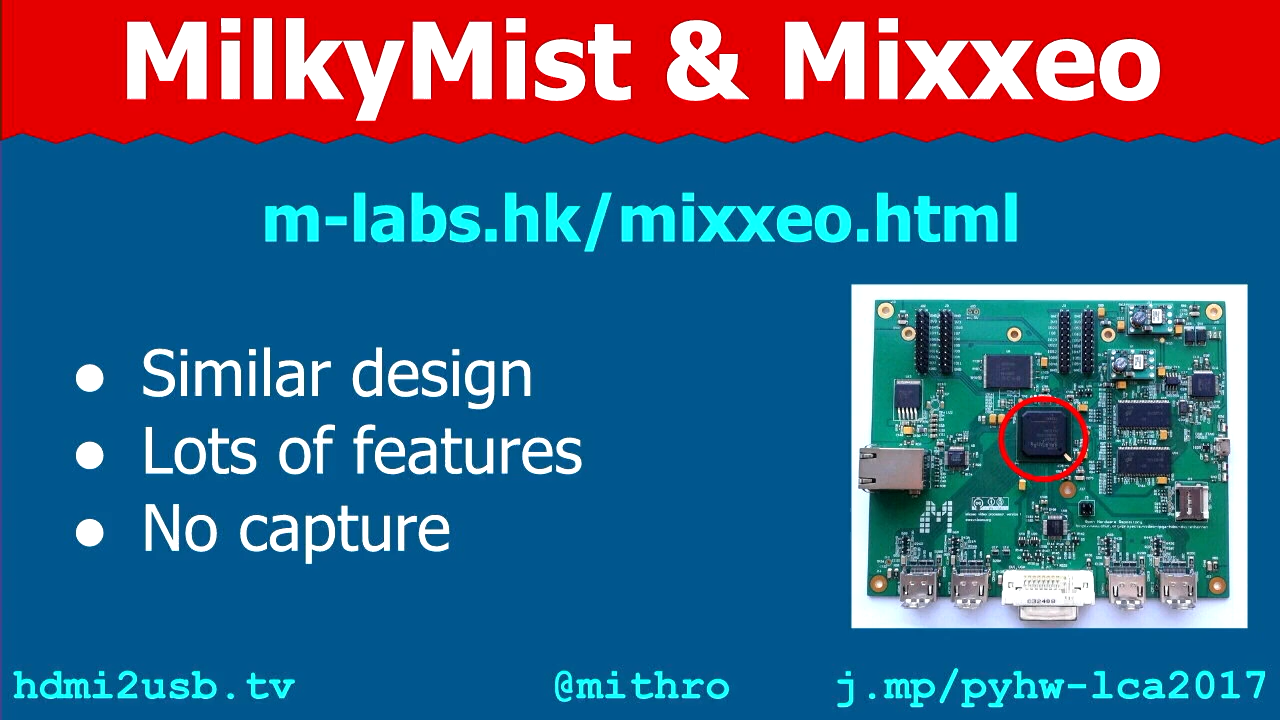 MilkyMist & Mixxeo
m-labs.hk/mixxeo.html
● Similar design
● Lots of features
● No capture
hdmi2usb.tv @mithro j.mp/pyhw-lca2017